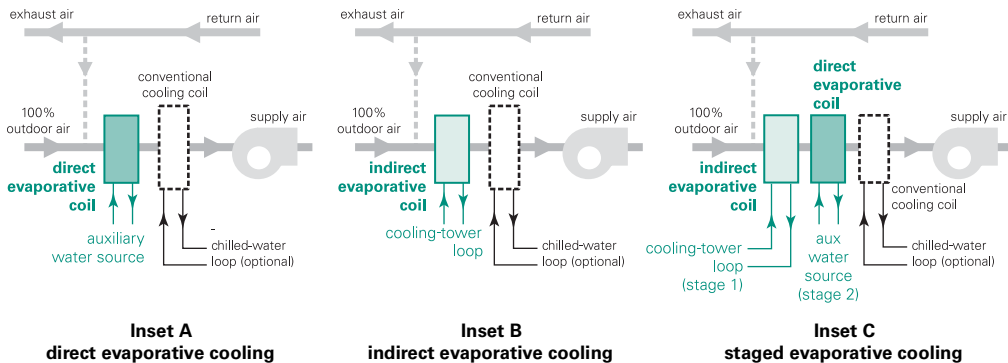 exhaust air
return air
conventional
cooling coil
100%
outdoor air
supply air
direct
evaporative
coil
auxiliary
water source
chilled-water
loop (optional)
Inset A
direct evaporative cooling
exhaust air
return air
conventional
cooling coil
100%
outdoor air
supply air
indirect
evaporative
coil
cooling-tower
loop
chilled-water
loop (optional)
Inset B
indirect evaporative cooling
exhaust air
return air
direct
evaporative
coil
100%
outdoor air
supply air
indirect
evaporative
coil
conventional
cooling coil
cooling-tower
loop
(stage 1)
aux
water
source
(stage 2)
chilled-water
loop (optional)
Inset C
staged evaporative cooling